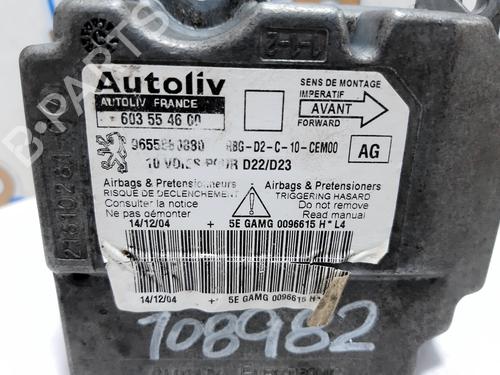 Autoliv
AUTOLIV FRANCE
603 55 46 00
SENS DE MONTAGE
IMPERATIF
AVANT
FORWARD
ABG-D2-C-10-CEM00
AG
10 VOIES POUR D22/D23
Airbags & Pretensionneurs
RISQUE DE DECLENCHEMENT
Consulter la notice
Ne pas démonter
Airbags & Pretensioners
TRIGGERING HASARD
Do not remove
Read manual
14/12/04 + 5E GAMG 0096615 H * L4
14/12/04 + 5E GAMG 0096615 H
108982